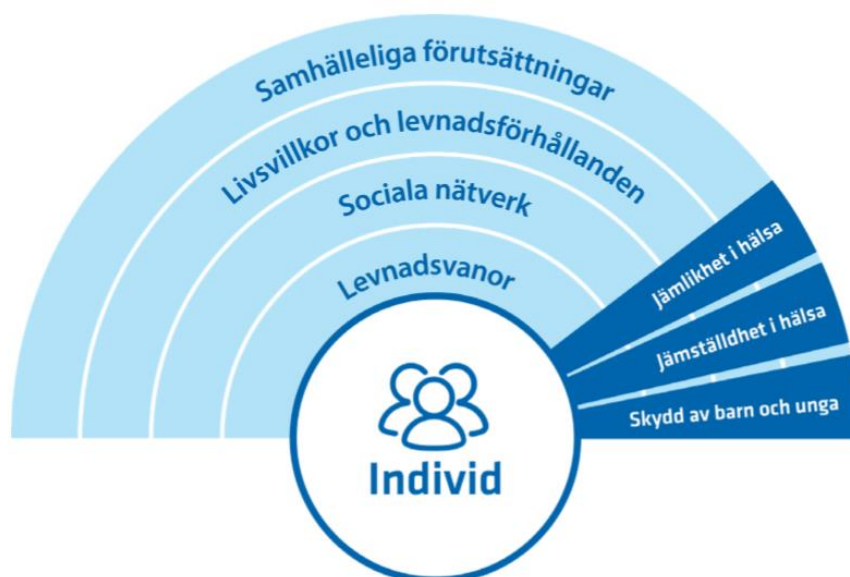 Samhälleliga förutsättningar
Livsvillkor och levnadsförhållanden
Sociala nätverk
Levnadsvanor
Jämlikhet i hälsa
Jämställdhet i hälsa
Skydd av barn och unga
Individ